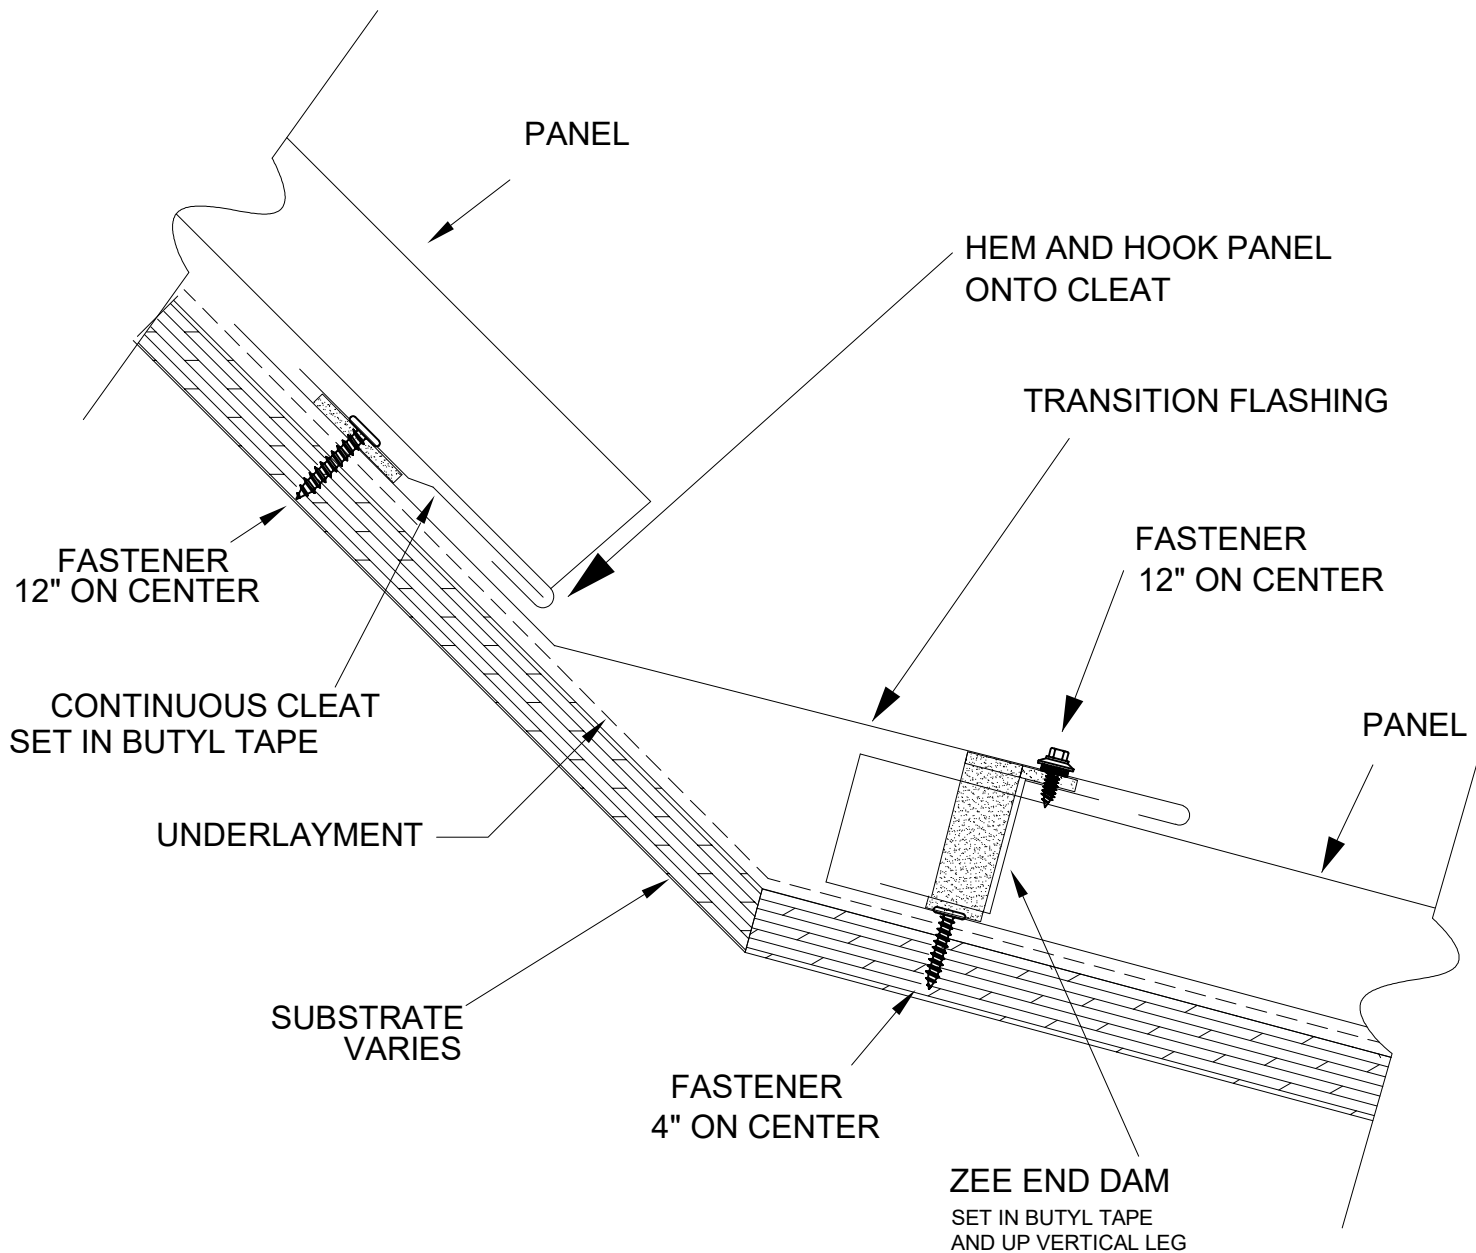 PANEL
HEM AND HOOK PANEL
ONTO CLEAT
TRANSITION FLASHING
FASTENER
12" ON CENTER
FASTENER
12" ON CENTER
CONTINUOUS CLEAT
SET IN BUTYL TAPE
PANEL
UNDERLAYMENT
SUBSTRATE
VARIES
FASTENER
4" ON CENTER
ZEE END DAM
SET IN BUTYL TAPE
AND UP VERTICAL LEG